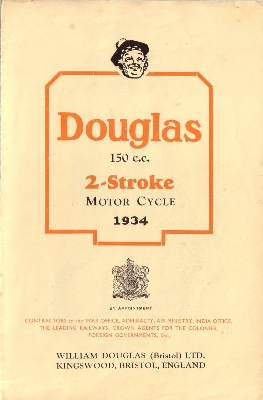 Douglas
150 c.c.
2-Stroke
MOTOR CYCLE
1934
BY APPOINTMENT
CONTRACTORS to the WAR OFFICE, ADMIRALTY, AIR MINISTRY, INDIA OFFICE,
THE LEADING RAILWAYS, CROWN AGENTS FOR THE COLONIES,
FOREIGN GOVERNMENTS, Etc.
WILLIAM DOUGLAS (Bristol) LTD.
KINGSWOOD, BRISTOL, ENGLAND